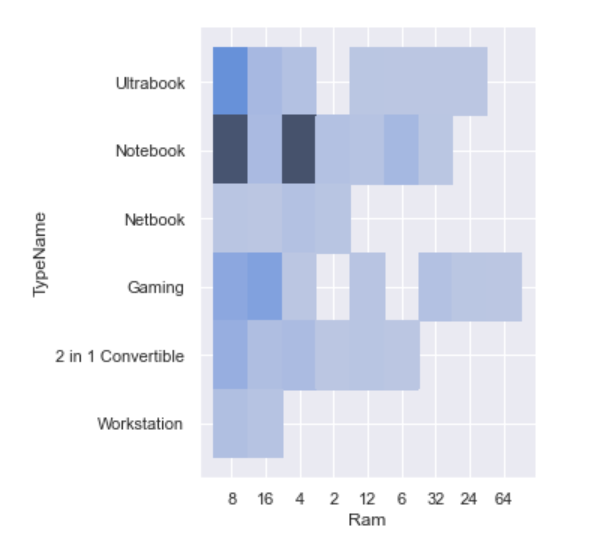 Ultrabook
Notebook
Netbook
TypeName
Gaming
2 in 1 Convertible
Workstation
8 16 4 2 12 6 32 24 64
Ram